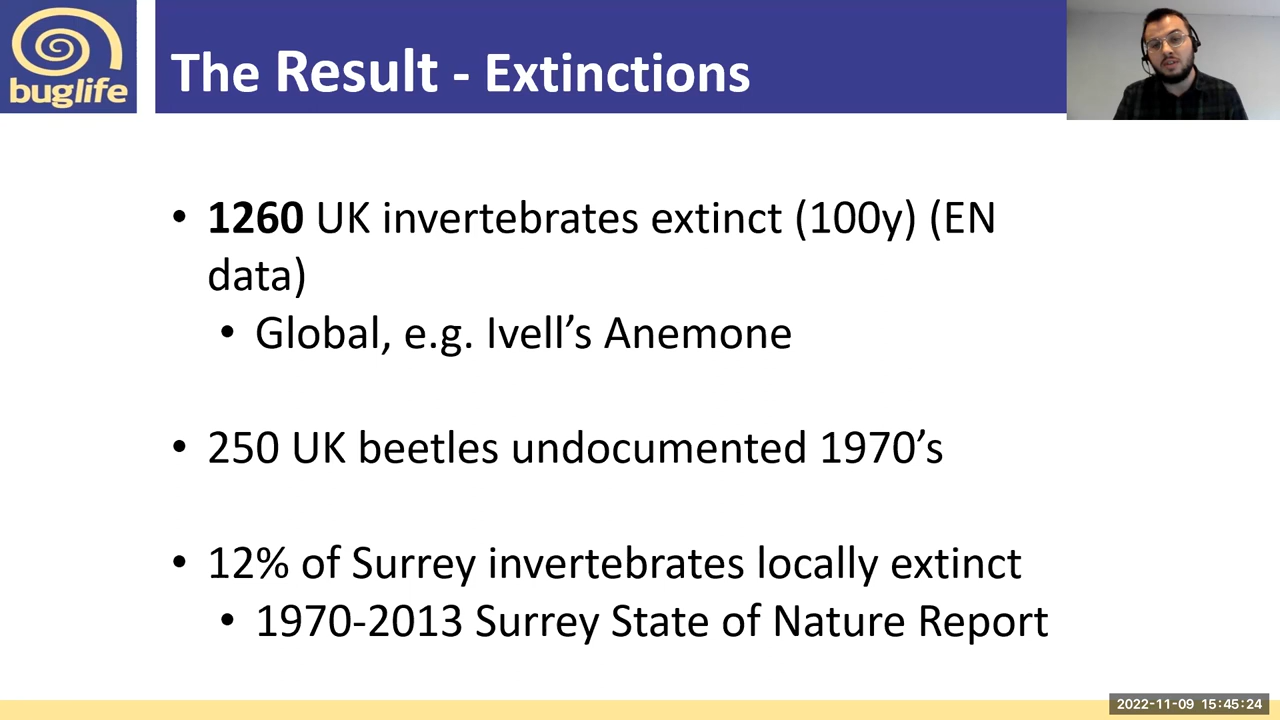 buglife
The Result - Extinctions
• 1260 UK invertebrates extinct (100y) (EN
data)
• Global, e.g. Ivell’s Anemone
• 250 UK beetles undocumented 1970’s
• 12% of Surrey invertebrates locally extinct
• 1970-2013 Surrey State of Nature Report
2022-11-09 15:45:24